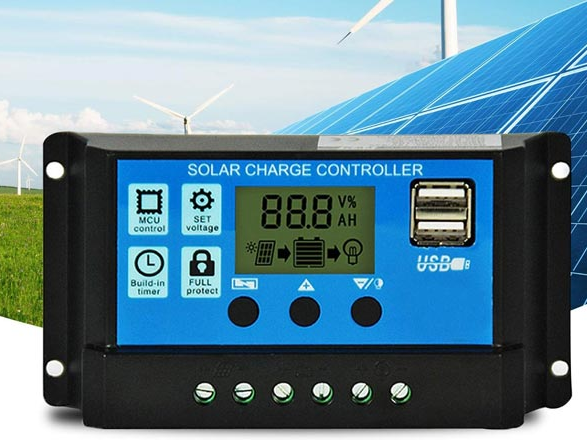 SOLAR CHARGE CONTROLLER
MCU
control
SET
voltage
88.8 V%
AH
Build-in
timer
FULL
protect
USB